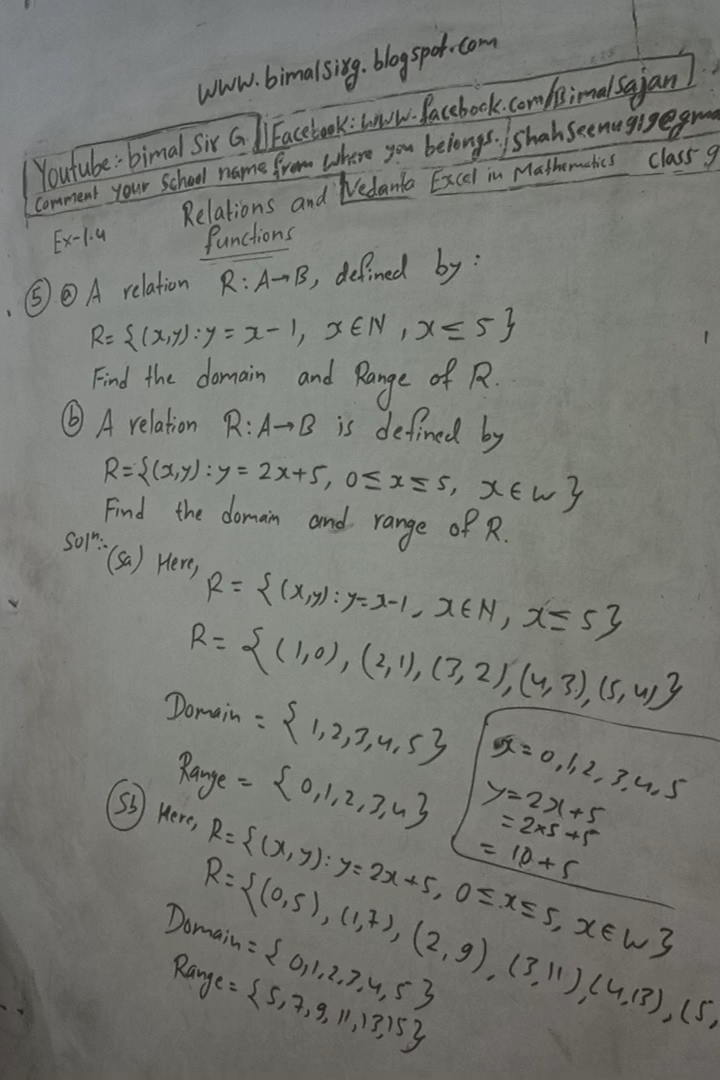 www.bimalsirg.blogspot.com
Youtube:- bimal Sir G. Facebook: www.facebook.com/Bimalsajan
Comment your School name from where you belongs. shahseenu919@gma
Ex-1.4 Relations and Vedanta Excel in Mathematics Class 9
functions
⑤ ⓐ A relation R: A→B, defined by:
R= {(x,y): y = x-1, x∈N, x≤5}
Find the domain and Range of R.
ⓑ A relation R: A→B is defined by
R={(x,y): y = 2x+5, 0≤x≤5, x∈w}
Find the domain and range of R.
Solⁿ:-
(5a) Here,
R = {(x,y): y=x-1, x∈N, x≤5}
R= {(1,0), (2,1), (3,2), (4,3), (5,4)}
Domain = {1,2,3,4,5}
Range = {0,1,2,3,4}
x=0,1,2,3,4,5
y=2x+5
=2×5+5
= 10+5
(5b) Here, R={(x,y): y=2x+5, 0≤x≤5, x∈w}
R={(0,5), (1,7), (2,9), (3,11), (4,13), (5,
Domain = {0,1,2,3,4,5}
Range = {5,7,9,11,13,15}